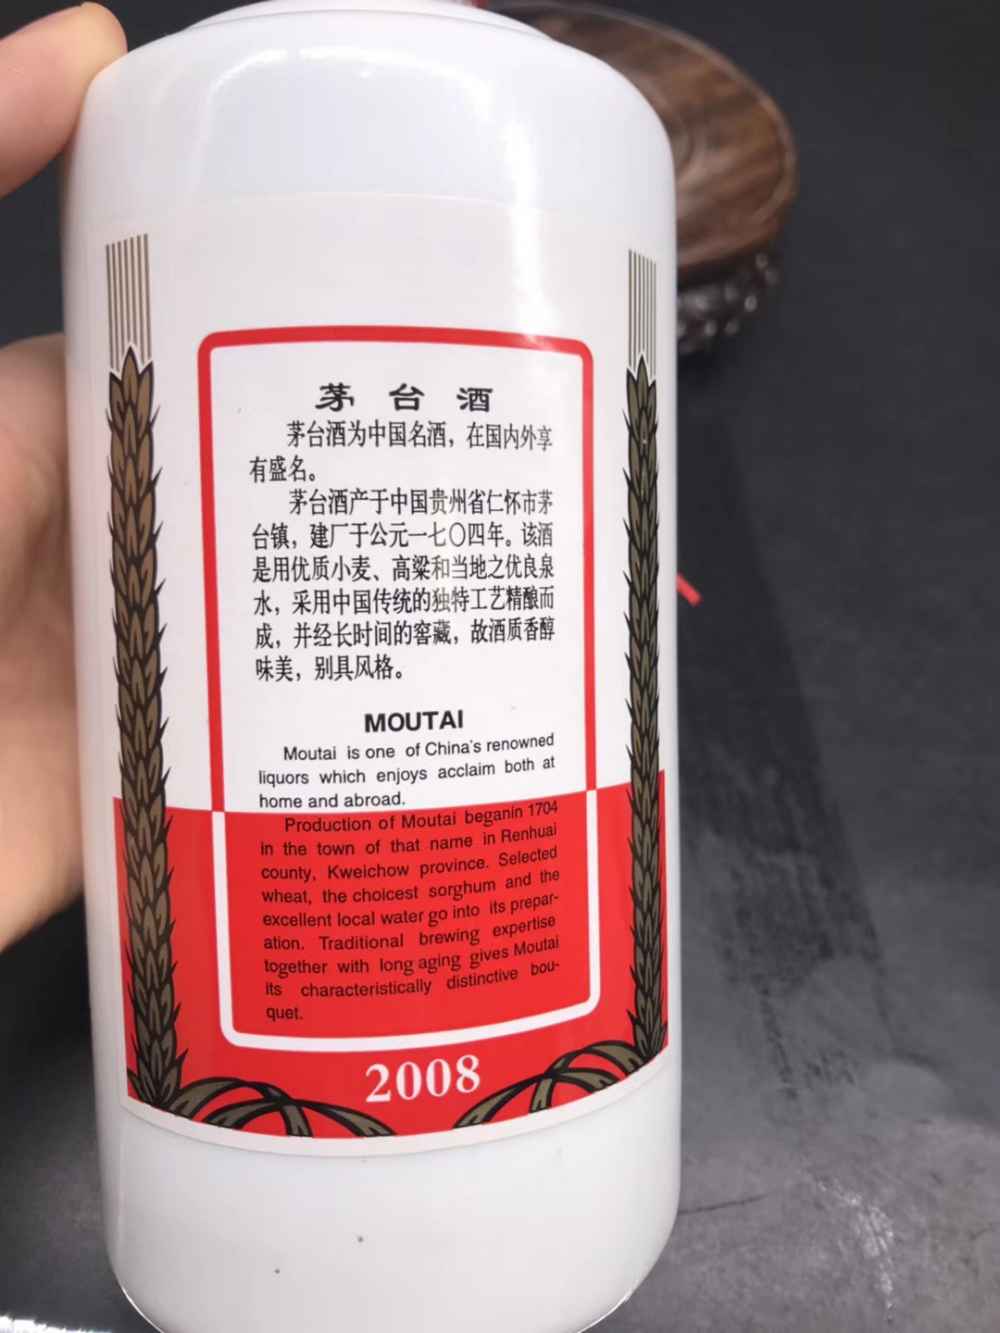 茅台酒
茅台酒为中国名酒，在国内外享
有盛名。
茅台酒产于中国贵州省仁怀市茅
台镇，建厂于公元一七〇四年。该酒
是用优质小麦、高粱和当地之优良泉
水，采用中国传统的独特工艺精酿而
成，并经长时间的窖藏，故酒质香醇
味美，别具风格。
MOUTAI
Moutai is one of China's renowned
liquors which enjoys acclaim both at
home and abroad.
Production of Moutai beganin 1704
in the town of that name in Renhuai
county, Kweichow province. Selected
wheat, the choicest sorghum and the
excellent local water go into its prepar-
ation. Traditional brewing expertise
together with long aging gives Moutai
its characteristically distinctive bou-
quet.
2008